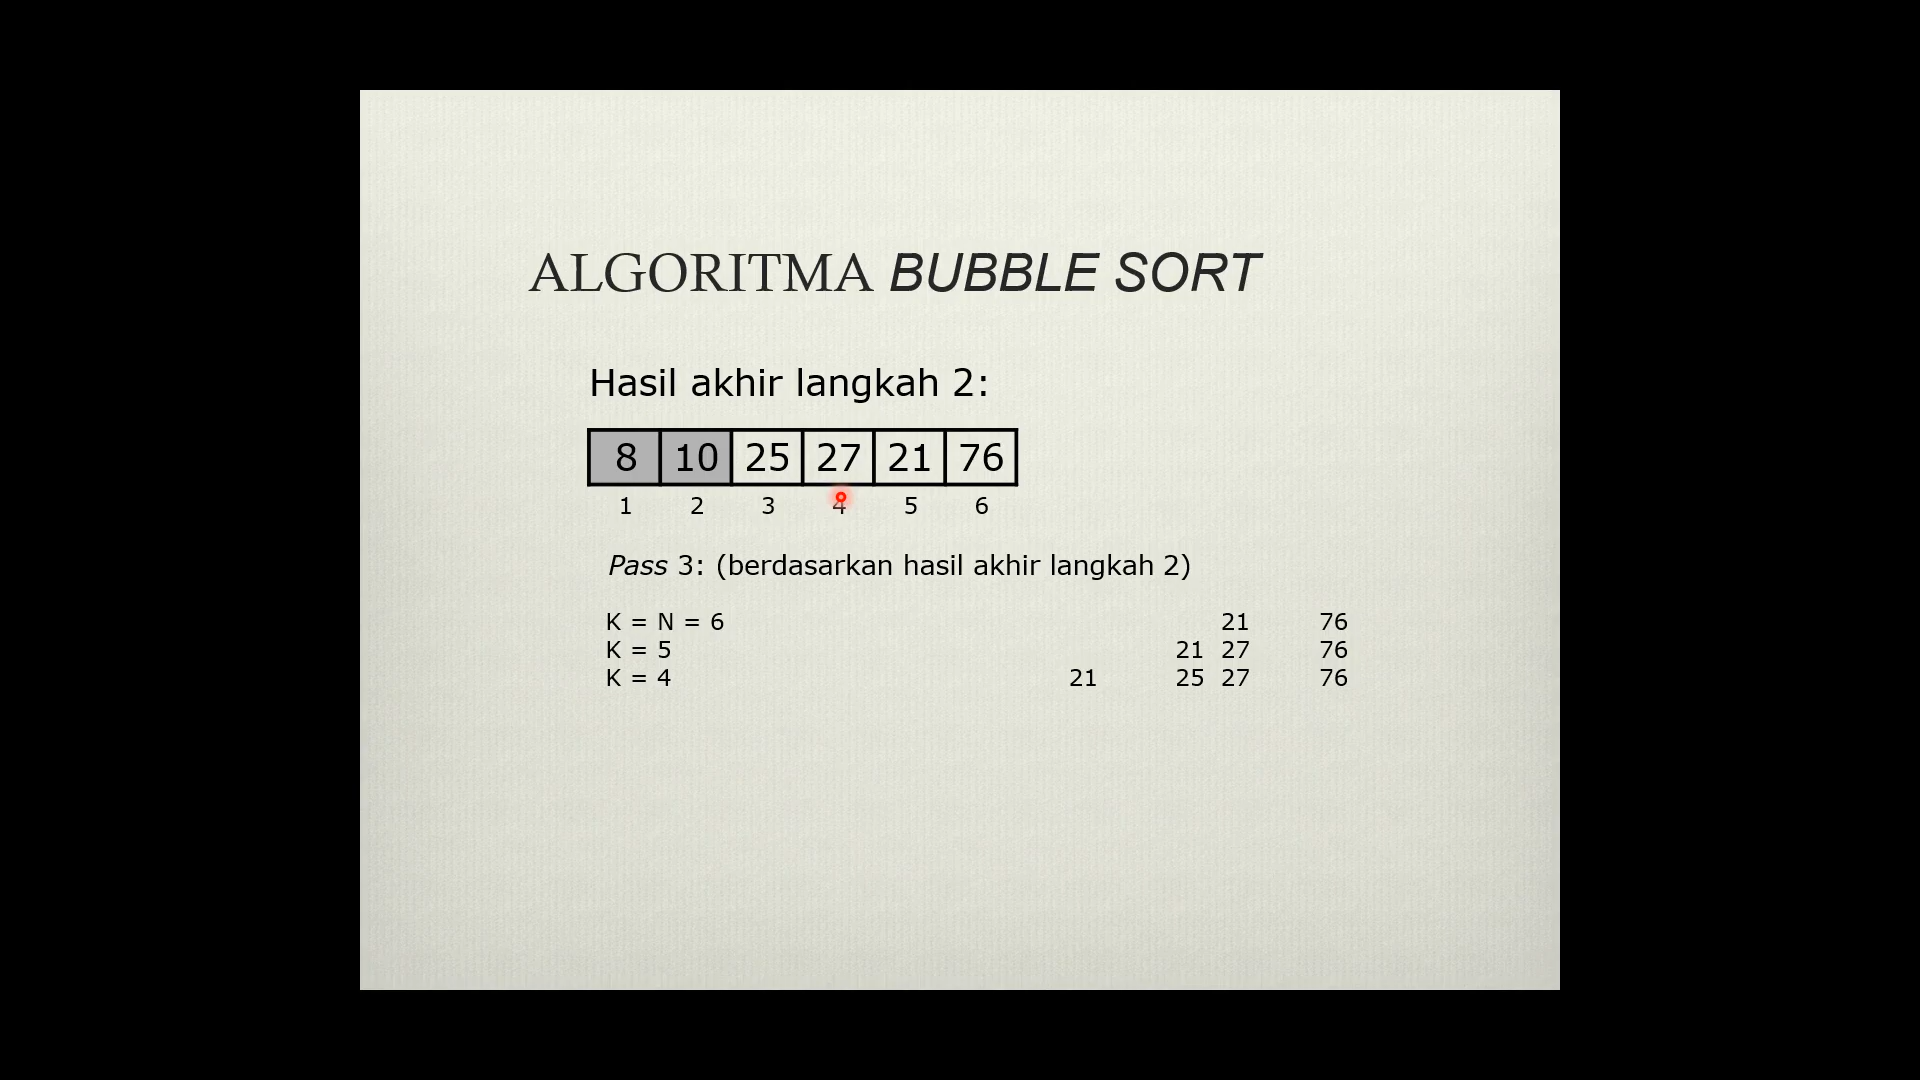 ALGORITMA BUBBLE SORT
Hasil akhir langkah 2:
8 10 25 27 21 76
1 2 3 4 5 6
Pass 3: (berdasarkan hasil akhir langkah 2)
K = N = 6 21 76
K = 5 21 27 76
K = 4 21 25 27 76